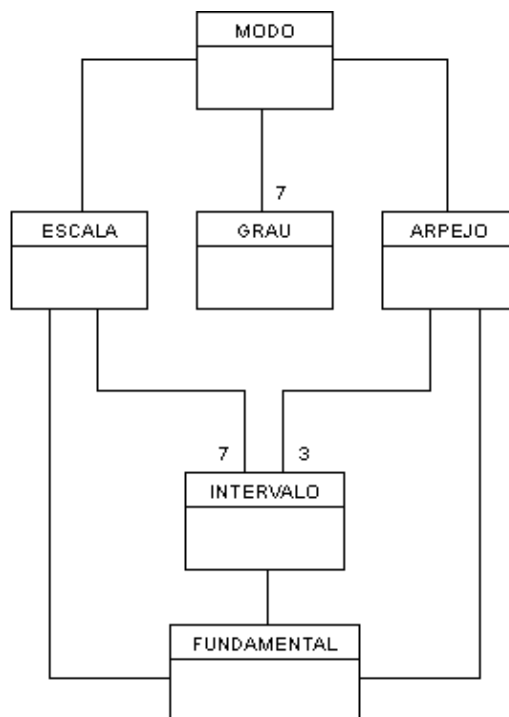 MODO
7
ESCALA
GRAU
ARPEJO
7
3
INTERVALO
FUNDAMENTAL